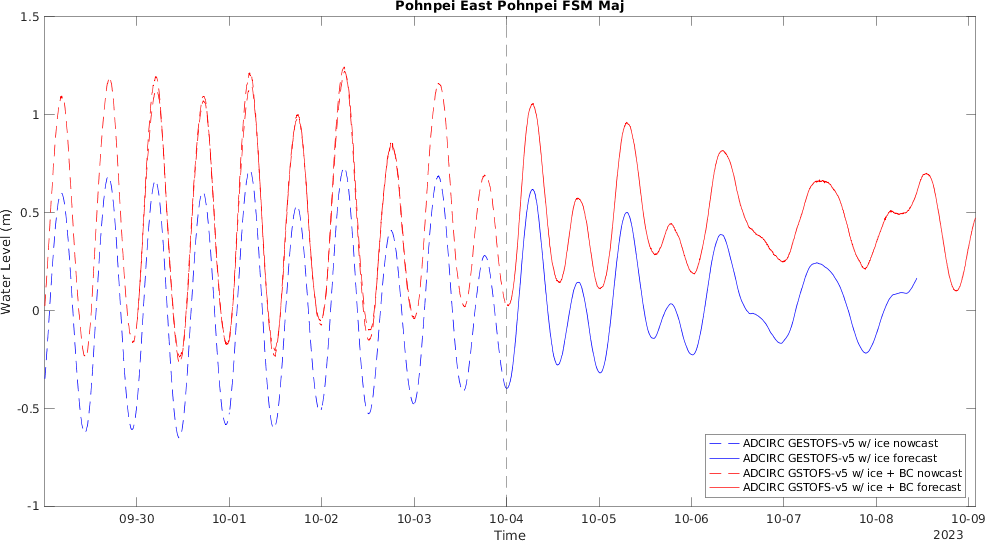 Pohnpei East Pohnpei FSM Maj
1.5
1
0.5
0
-0.5
-1
Water Level (m)
09-30
10-01
10-02
10-03
10-04
10-05
10-06
10-07
10-08
10-09
Time
2023
ADCIRC GESTOFS-v5 w/ ice nowcast
ADCIRC GESTOFS-v5 w/ ice forecast
ADCIRC GSTOFS-v5 w/ ice + BC nowcast
ADCIRC GSTOFS-v5 w/ ice + BC forecast